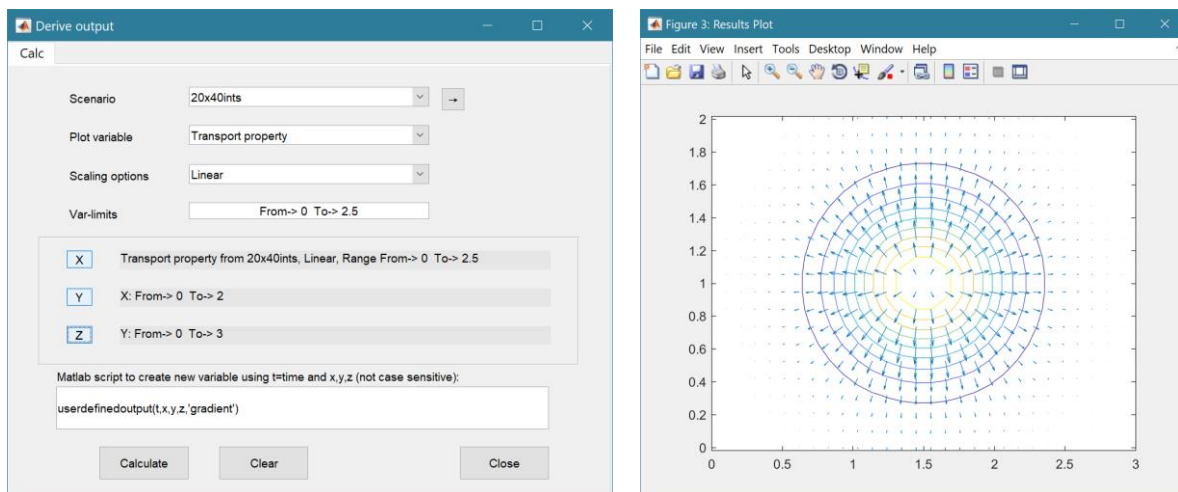 Derive output
Calc
Scenario
20x40ints
→
Plot variable
Transport property
Scaling options
Linear
Var-limits
From-> 0 To-> 2.5
X
Transport property from 20x40ints, Linear, Range From-> 0 To-> 2.5
Y
X: From-> 0 To-> 2
Z
Y: From-> 0 To-> 3
Matlab script to create new variable using t=time and x,y,z (not case sensitive):
userdefinedoutput(t,x,y,z,'gradient')
Calculate Clear Close
Figure 3: Results Plot
File Edit View Insert Tools Desktop Window Help
2
1.8
1.6
1.4
1.2
1
0.8
0.6
0.4
0.2
0
0 0.5 1 1.5 2 2.5 3